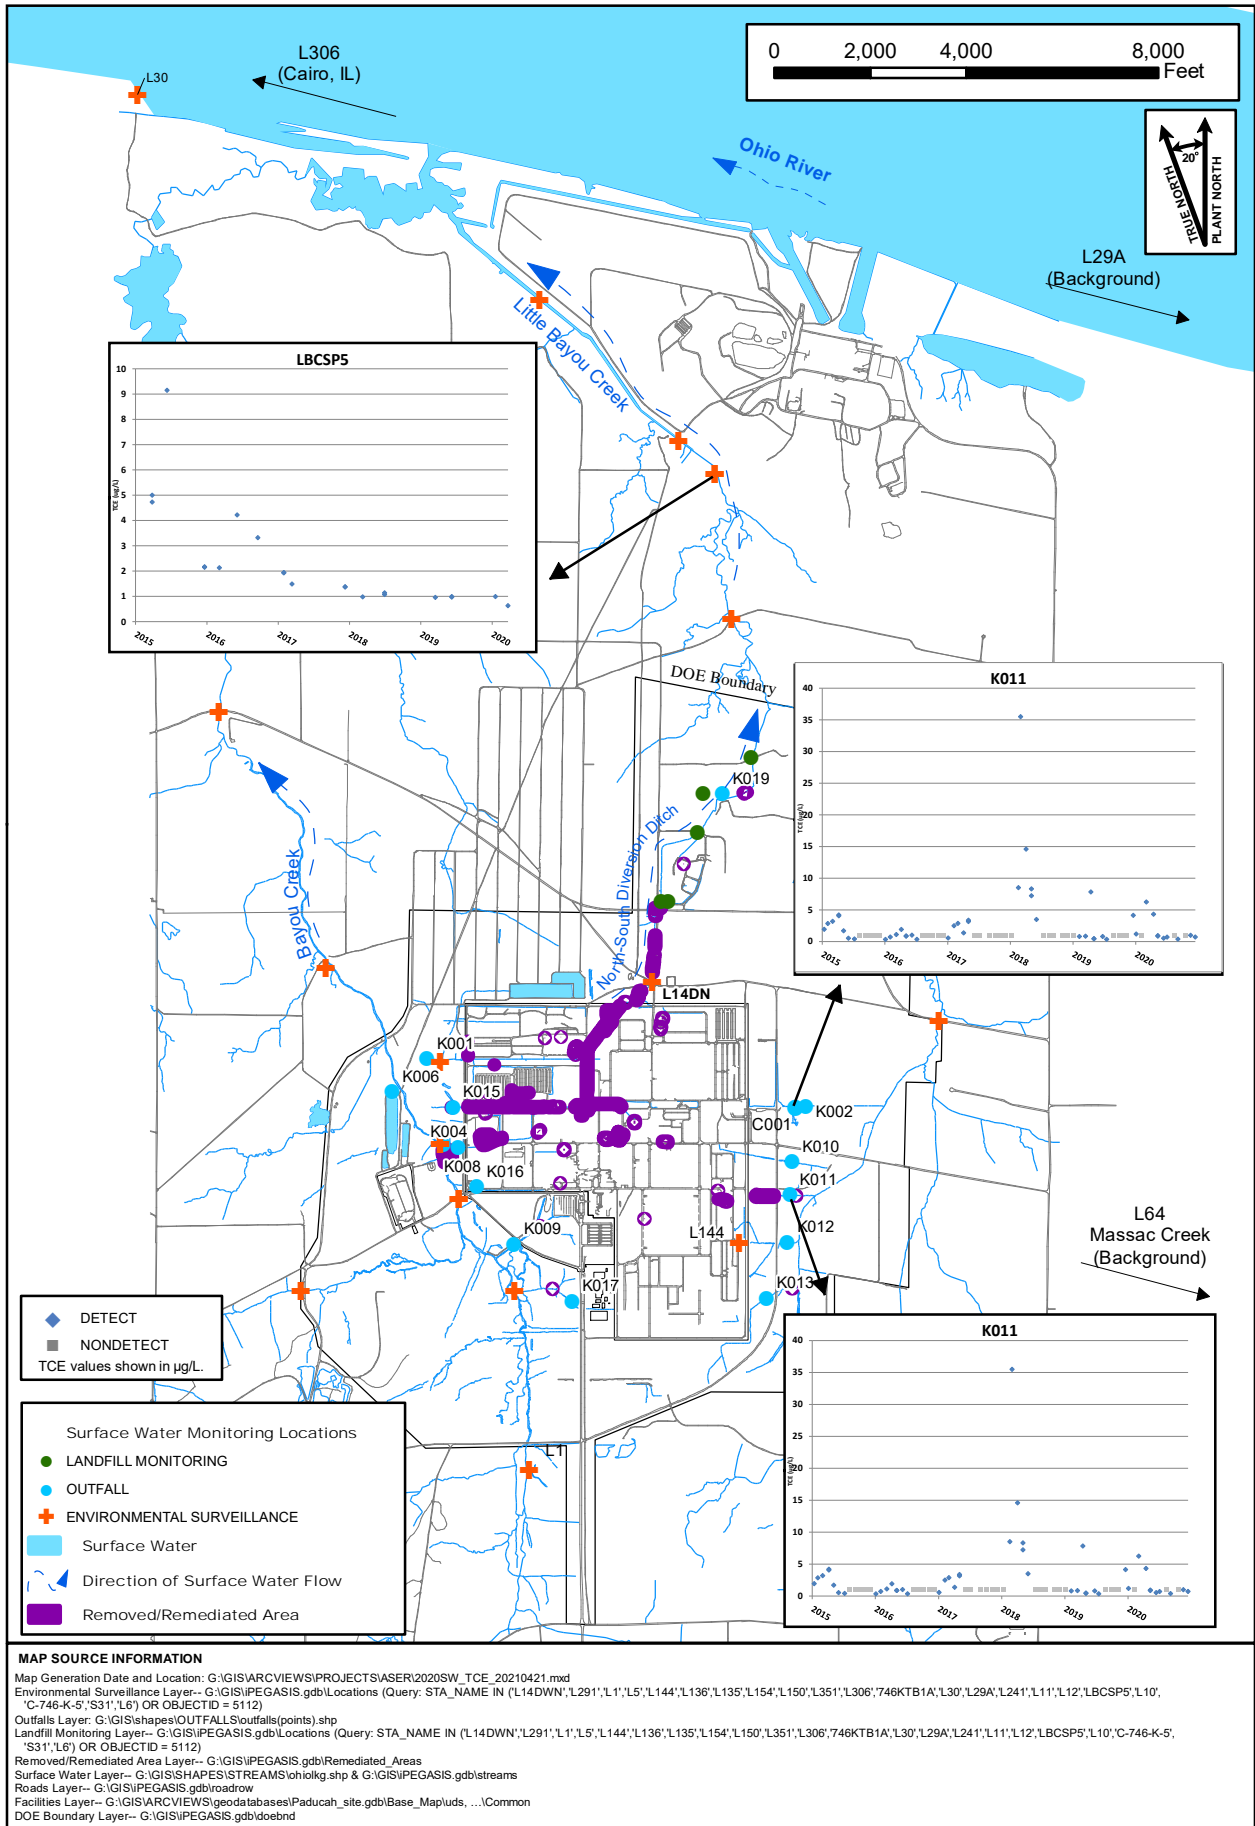 0 2,000 4,000 8,000
Feet
L306
(Cairo, IL)
L30
Ohio River
TRUE NORTH
20°
PLANT NORTH
L29A
(Background)
Little Bayou Creek
LBCSP5
10
9
8
7
6
5
4
3
2
1
0
TCE (ug/L)
2015 2016 2017 2018 2019 2020
DOE Boundary
K011
40
35
30
25
20
15
10
5
0
TCE (ug/L)
2015 2016 2017 2018 2019 2020
K019
North-South Diversion Ditch
Bayou Creek
L14DN
K001
K006
K015
K002
C001
K004
K010
K008
K016
K011
K012
K009
L144
L64
Massac Creek
(Background)
K017
K013
DETECT
NONDETECT
TCE values shown in µg/L.
K011
40
35
30
25
20
15
10
5
0
TCE (ug/L)
2015 2016 2017 2018 2019 2020
L1
Surface Water Monitoring Locations
LANDFILL MONITORING
OUTFALL
ENVIRONMENTAL SURVEILLANCE
Surface Water
Direction of Surface Water Flow
Removed/Remediated Area
MAP SOURCE INFORMATION
Map Generation Date and Location: G:\GIS\ARCVIEWS\PROJECTS\ASER\2020SW_TCE_20210421.mxd
Environmental Surveillance Layer-- G:\GIS\iPEGASIS.gdb\Locations (Query: STA_NAME IN ('L14DWN','L291','L1','L5','L144','L136','L135','L154','L150','L351','L306','746KTB1A','L30','L29A','L241','L11','L12','LBCSP5','L10',
'C-746-K-5','S31','L6') OR OBJECTID = 5112)
Outfalls Layer: G:\GIS\shapes\OUTFALLS\outfalls(points).shp
Landfill Monitoring Layer-- G:\GIS\iPEGASIS.gdb\Locations (Query: STA_NAME IN ('L14DWN','L291','L1','L5','L144','L136','L135','L154','L150','L351','L306','746KTB1A','L30','L29A','L241','L11','L12','LBCSP5','L10','C-746-K-5',
'S31','L6') OR OBJECTID = 5112)
Removed/Remediated Area Layer-- G:\GIS\iPEGASIS.gdb\Remediated_Areas
Surface Water Layer-- G:\GIS\SHAPES\STREAMS\ohiolkg.shp & G:\GIS\iPEGASIS.gdb\streams
Roads Layer-- G:\GIS\iPEGASIS.gdb\roadrow
Facilities Layer-- G:\GIS\ARCVIEWS\geodatabases\Paducah_site.gdb\Base_Map\uds, ...\Common
DOE Boundary Layer-- G:\GIS\iPEGASIS.gdb\doebnd